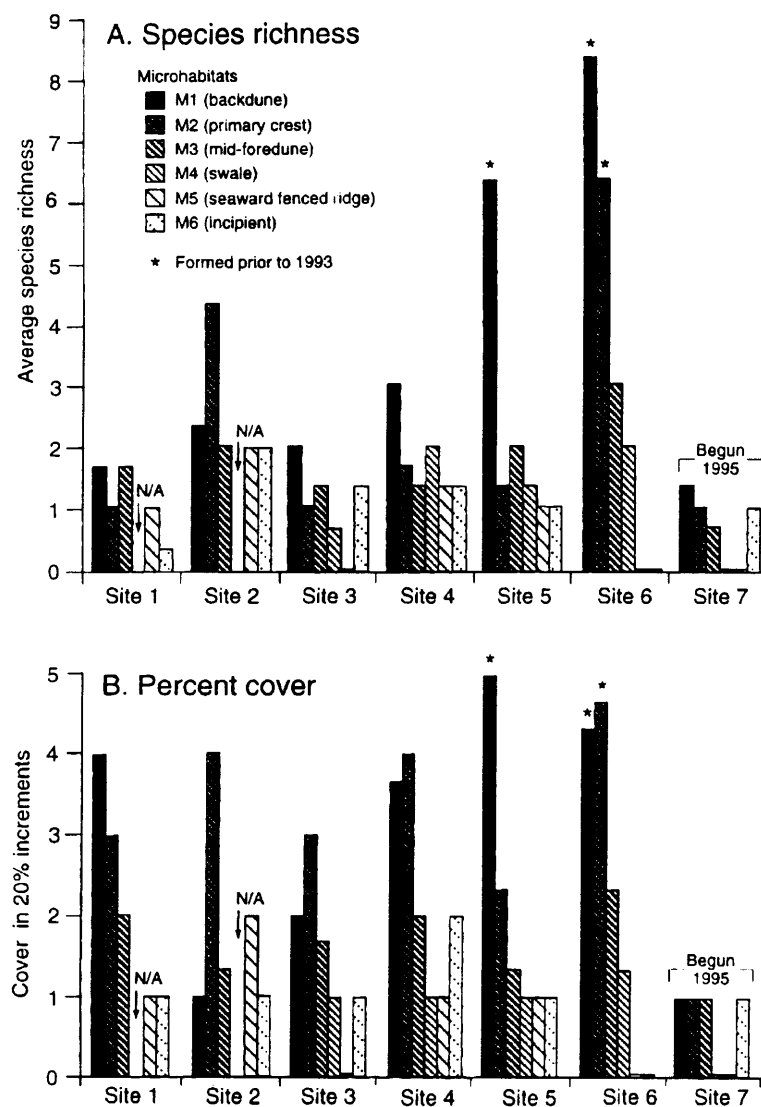 A. Species richness
Microhabitats
M1 (backdune)
M2 (primary crest)
M3 (mid-foredune)
M4 (swale)
M5 (seaward fenced ridge)
M6 (incipient)
* Formed prior to 1993
Average species richness
9
8
7
6
5
4
3
2
1
0
*
*
*
N/A
N/A
Begun
1995
Site 1 Site 2 Site 3 Site 4 Site 5 Site 6 Site 7
B. Percent cover
Cover in 20% increments
5
4
3
2
1
0
*
*
*
N/A
N/A
Begun
1995
Site 1 Site 2 Site 3 Site 4 Site 5 Site 6 Site 7